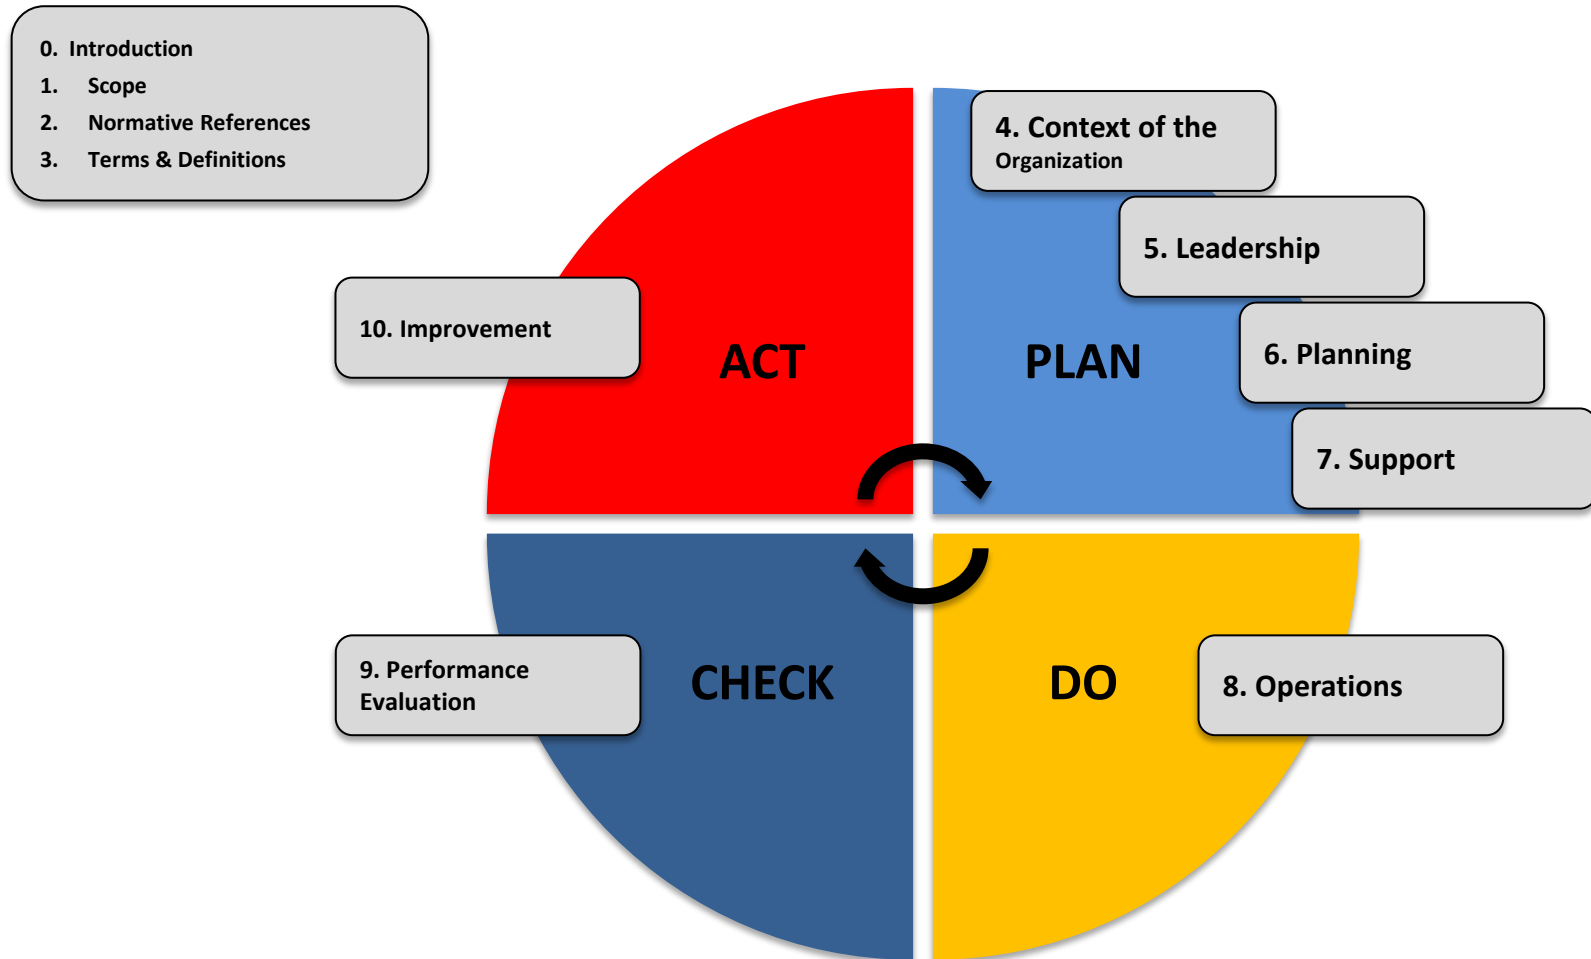 0. Introduction
1. Scope
2. Normative References
3. Terms & Definitions
4. Context of the
Organization
5. Leadership
6. Planning
7. Support
10. Improvement
ACT
PLAN
9. Performance
Evaluation
CHECK
DO
8. Operations